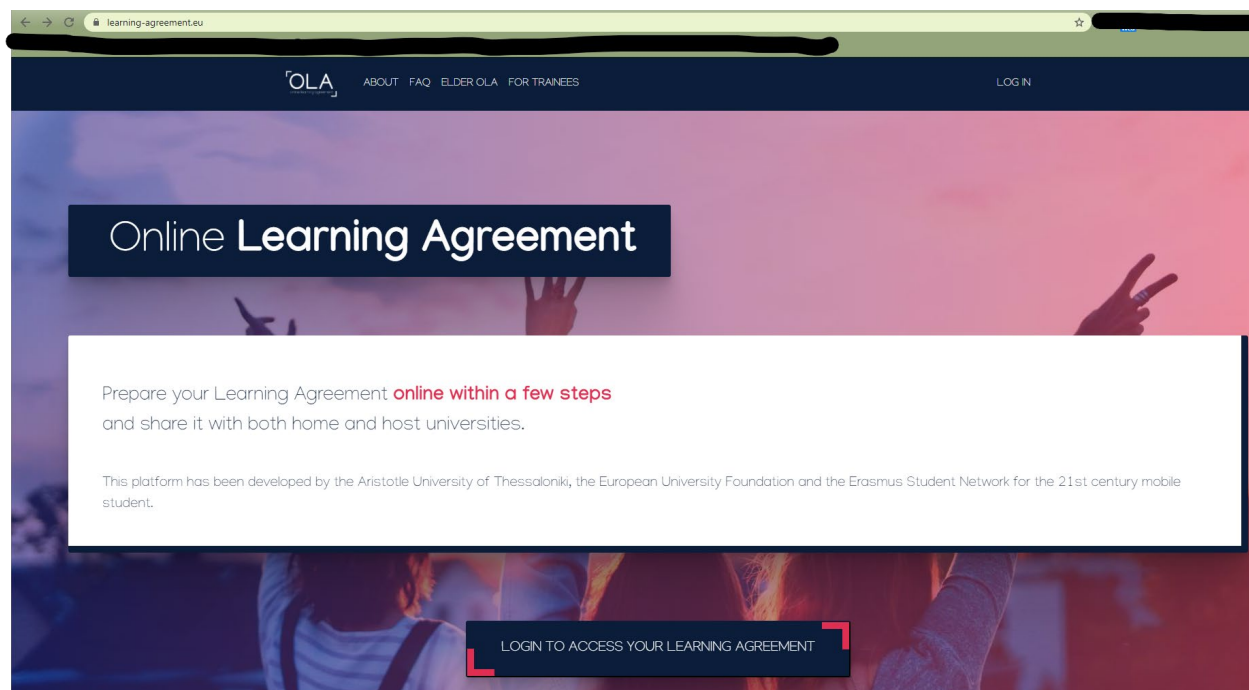 learning-agreement.eu
OLA
ABOUT FAQ ELDER OLA FOR TRAINEES
LOG IN
Online Learning Agreement
Prepare your Learning Agreement online within a few steps
and share it with both home and host universities.
This platform has been developed by the Aristotle University of Thessaloniki, the European University Foundation and the Erasmus Student Network for the 21st century mobile
student.
LOGIN TO ACCESS YOUR LEARNING AGREEMENT